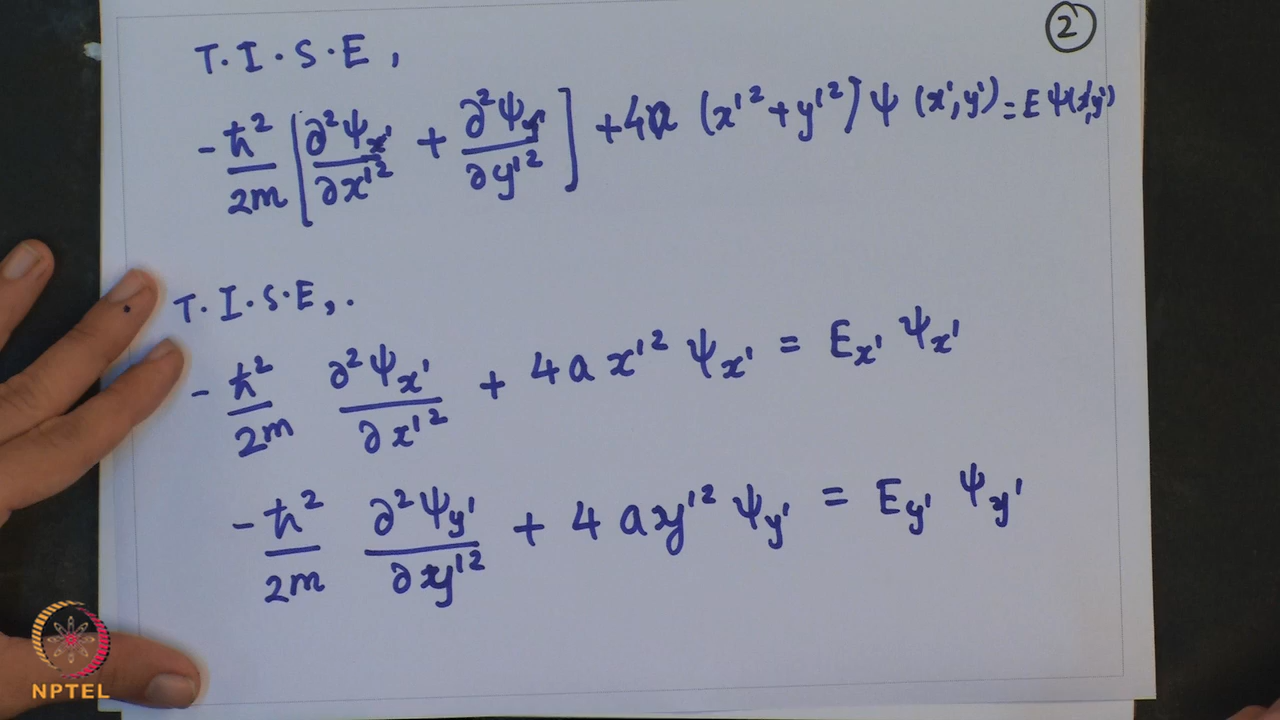 ②
T.I.S.E,
-ħ²/2m [∂²ψx'/∂x'² + ∂²ψy'/∂y'²] + 4a (x'² + y'²) ψ (x', y') = E ψ(x', y')
T.I.S.E,.
-ħ²/2m ∂²ψx'/∂x'² + 4 a x'² ψx' = Ex' ψx'
-ħ²/2m ∂²ψy'/∂y'² + 4 a y'² ψy' = Ey' ψy'
NPTEL